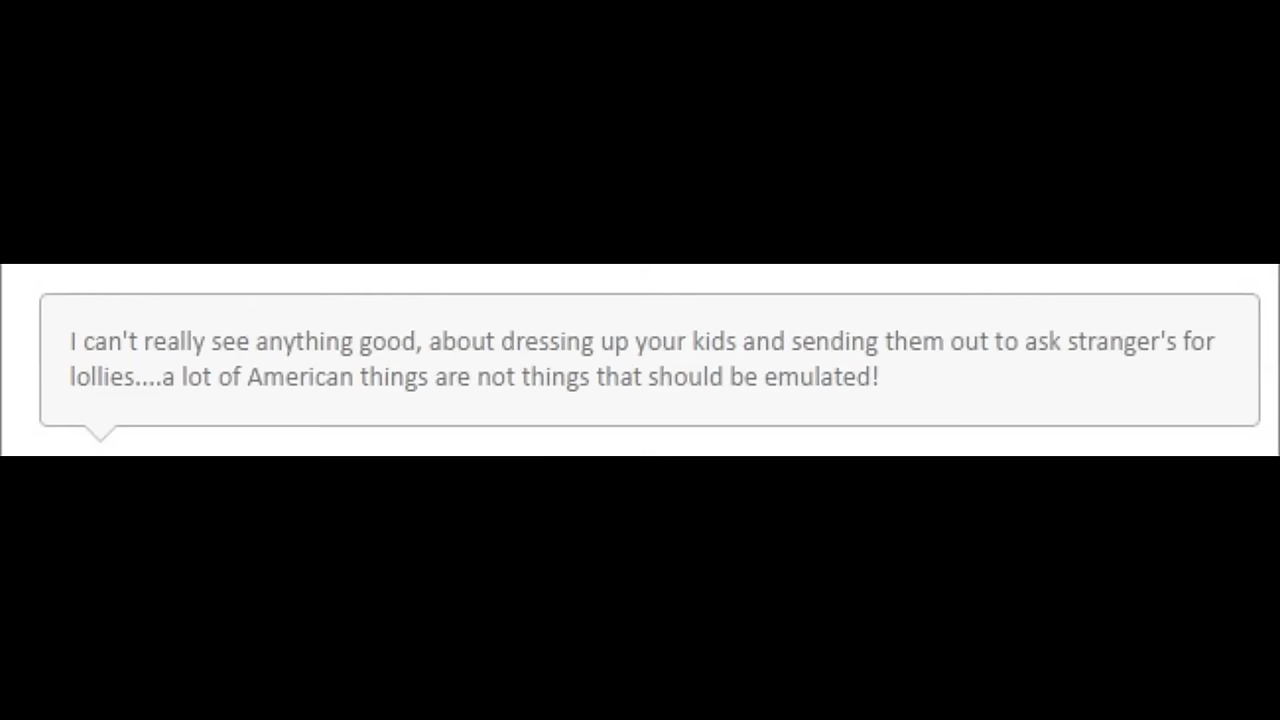 I can't really see anything good, about dressing up your kids and sending them out to ask stranger's for
lollies....a lot of American things are not things that should be emulated!